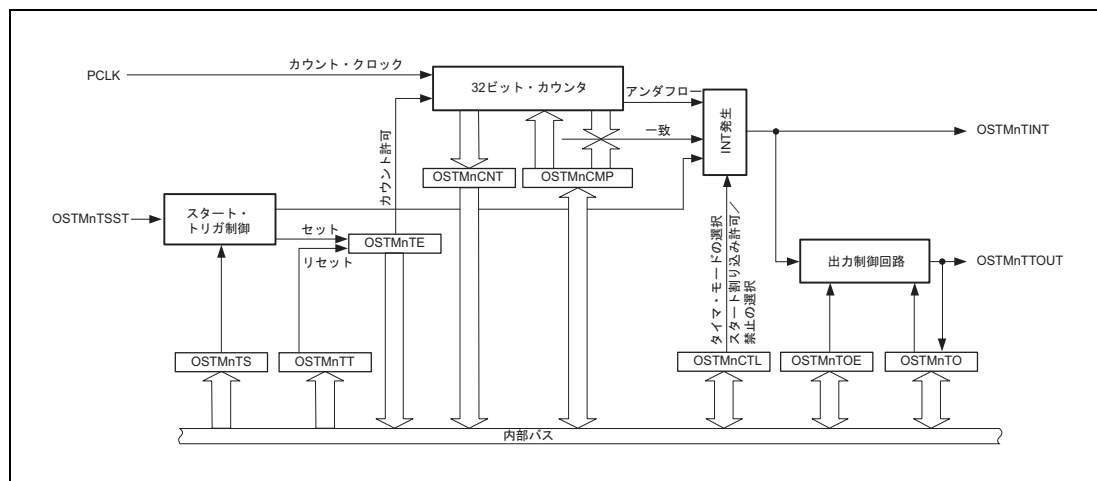 PCLK
カウント・クロック
32ビット・カウンタ
アンダフロー
一致
INT発生
OSTMnTINT
カウント許可
OSTMnCNT
OSTMnCMP
OSTMnTSST
スタート・
トリガ制御
セット
リセット
OSTMnTE
タイマ・モードの選択
スタート割り込み許可／
禁止の選択
出力制御回路
OSTMnTTOUT
OSTMnTS
OSTMnTT
OSTMnCTL
OSTMnTOE
OSTMnTO
内部バス